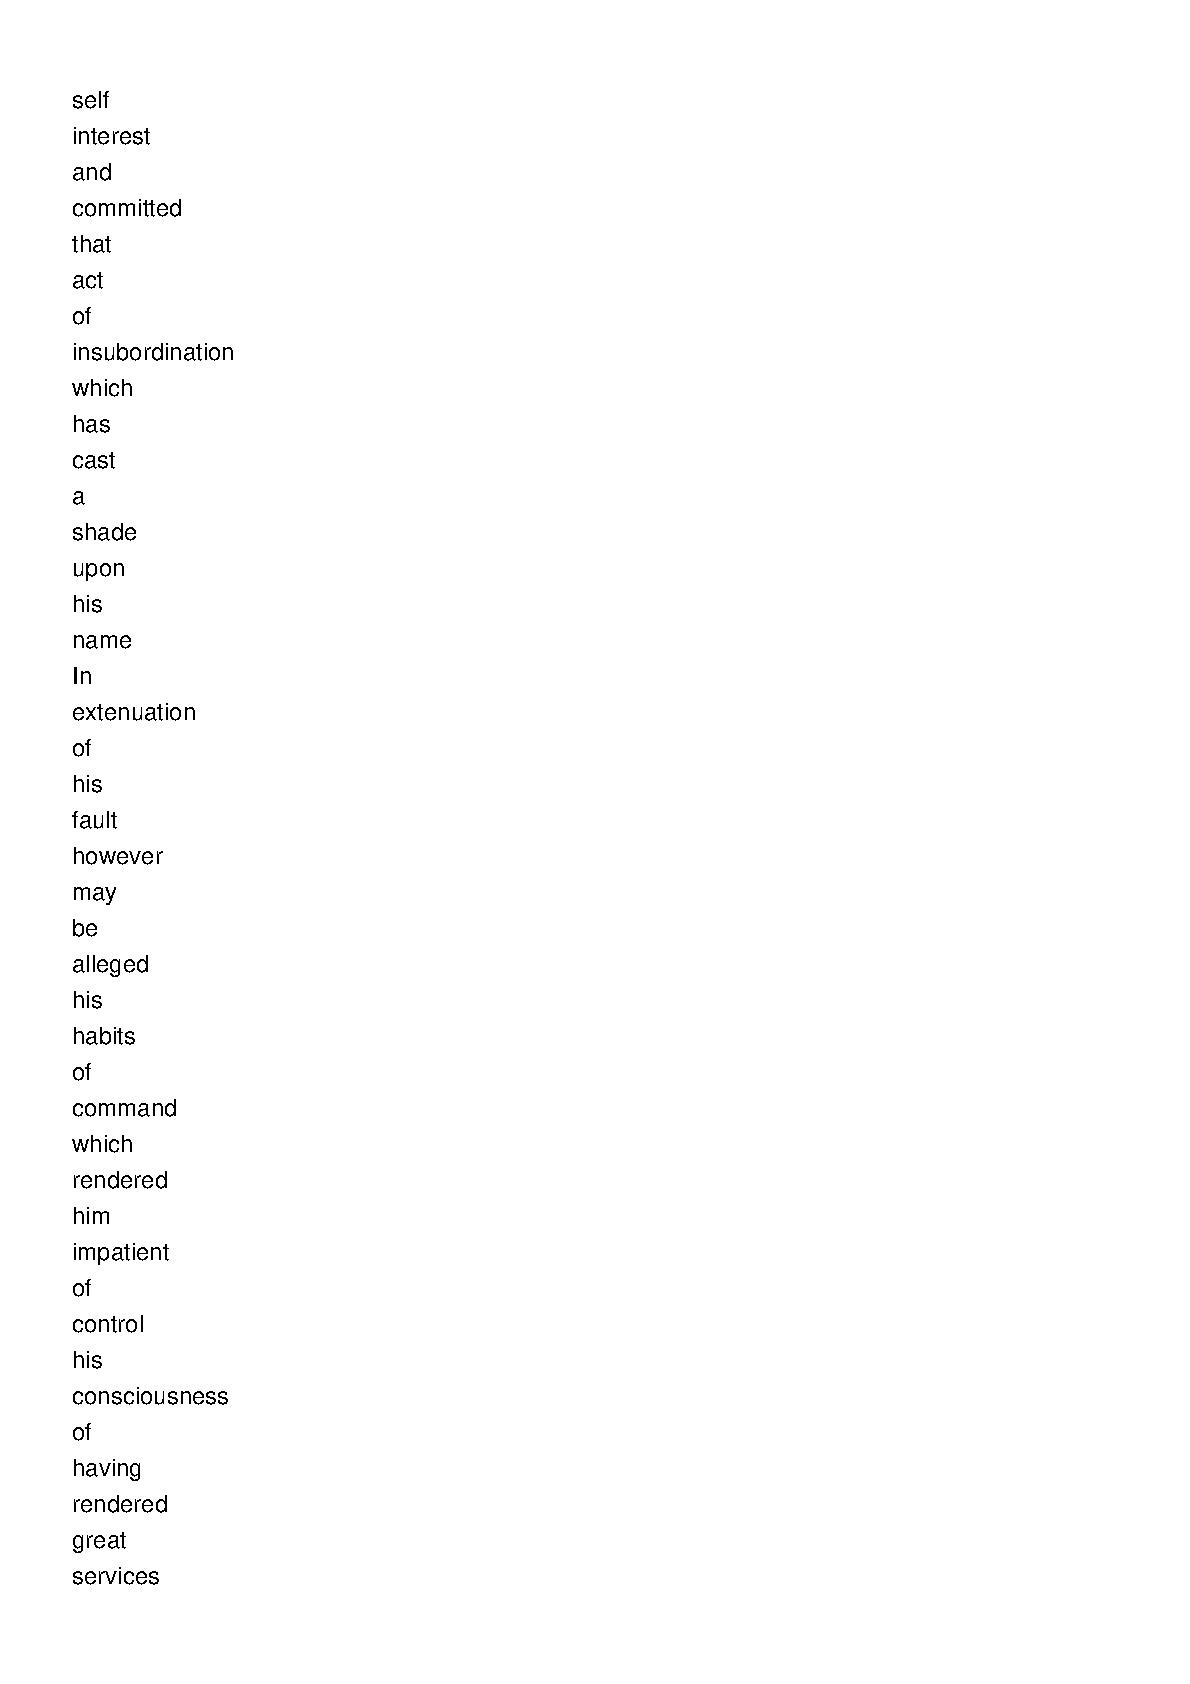 self
interest
and
committed
that
act
of
insubordination
which
has
cast
a
shade
upon
his
name
In
extenuation
of
his
fault
however
may
be
alleged
his
habits
of
command
which
rendered
him
impatient
of
control
his
consciousness
of
having
rendered
great
services